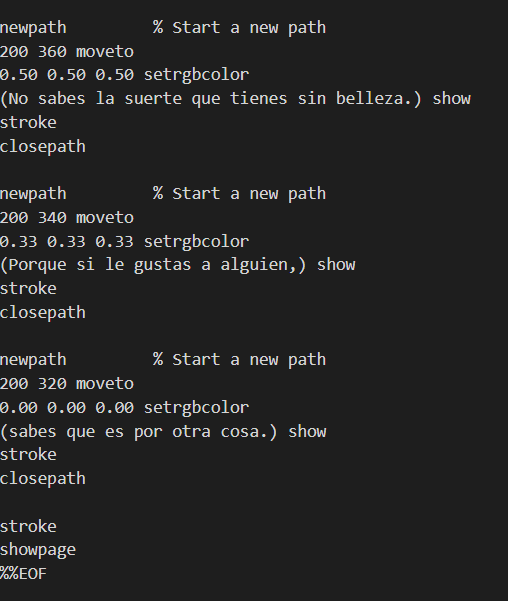 newpath         % Start a new path
200 360 moveto
0.50 0.50 0.50 setrgbcolor
(No sabes la suerte que tienes sin belleza.) show
stroke
closepath

newpath         % Start a new path
200 340 moveto
0.33 0.33 0.33 setrgbcolor
(Porque si le gustas a alguien,) show
stroke
closepath

newpath         % Start a new path
200 320 moveto
0.00 0.00 0.00 setrgbcolor
(sabes que es por otra cosa.) show
stroke
closepath

stroke
showpage
%%EOF